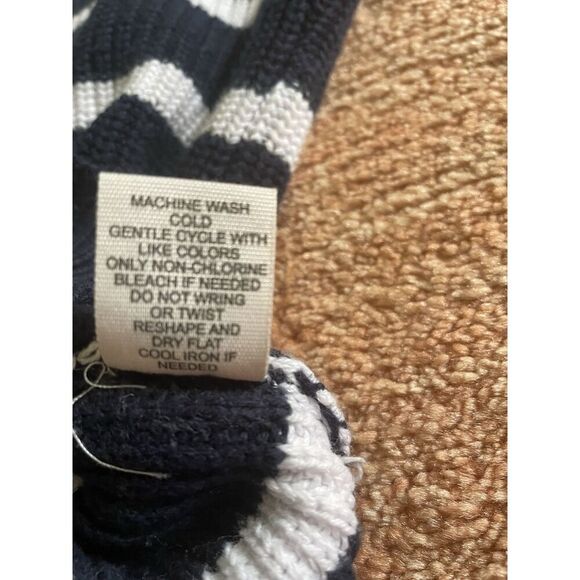 MACHINE WASH
COLD
GENTLE CYCLE WITH
LIKE COLORS
ONLY NON-CHLORINE
BLEACH IF NEEDED
DO NOT WRING
OR TWIST
RESHAPE AND
DRY FLAT
COOL IRON IF
NEEDED